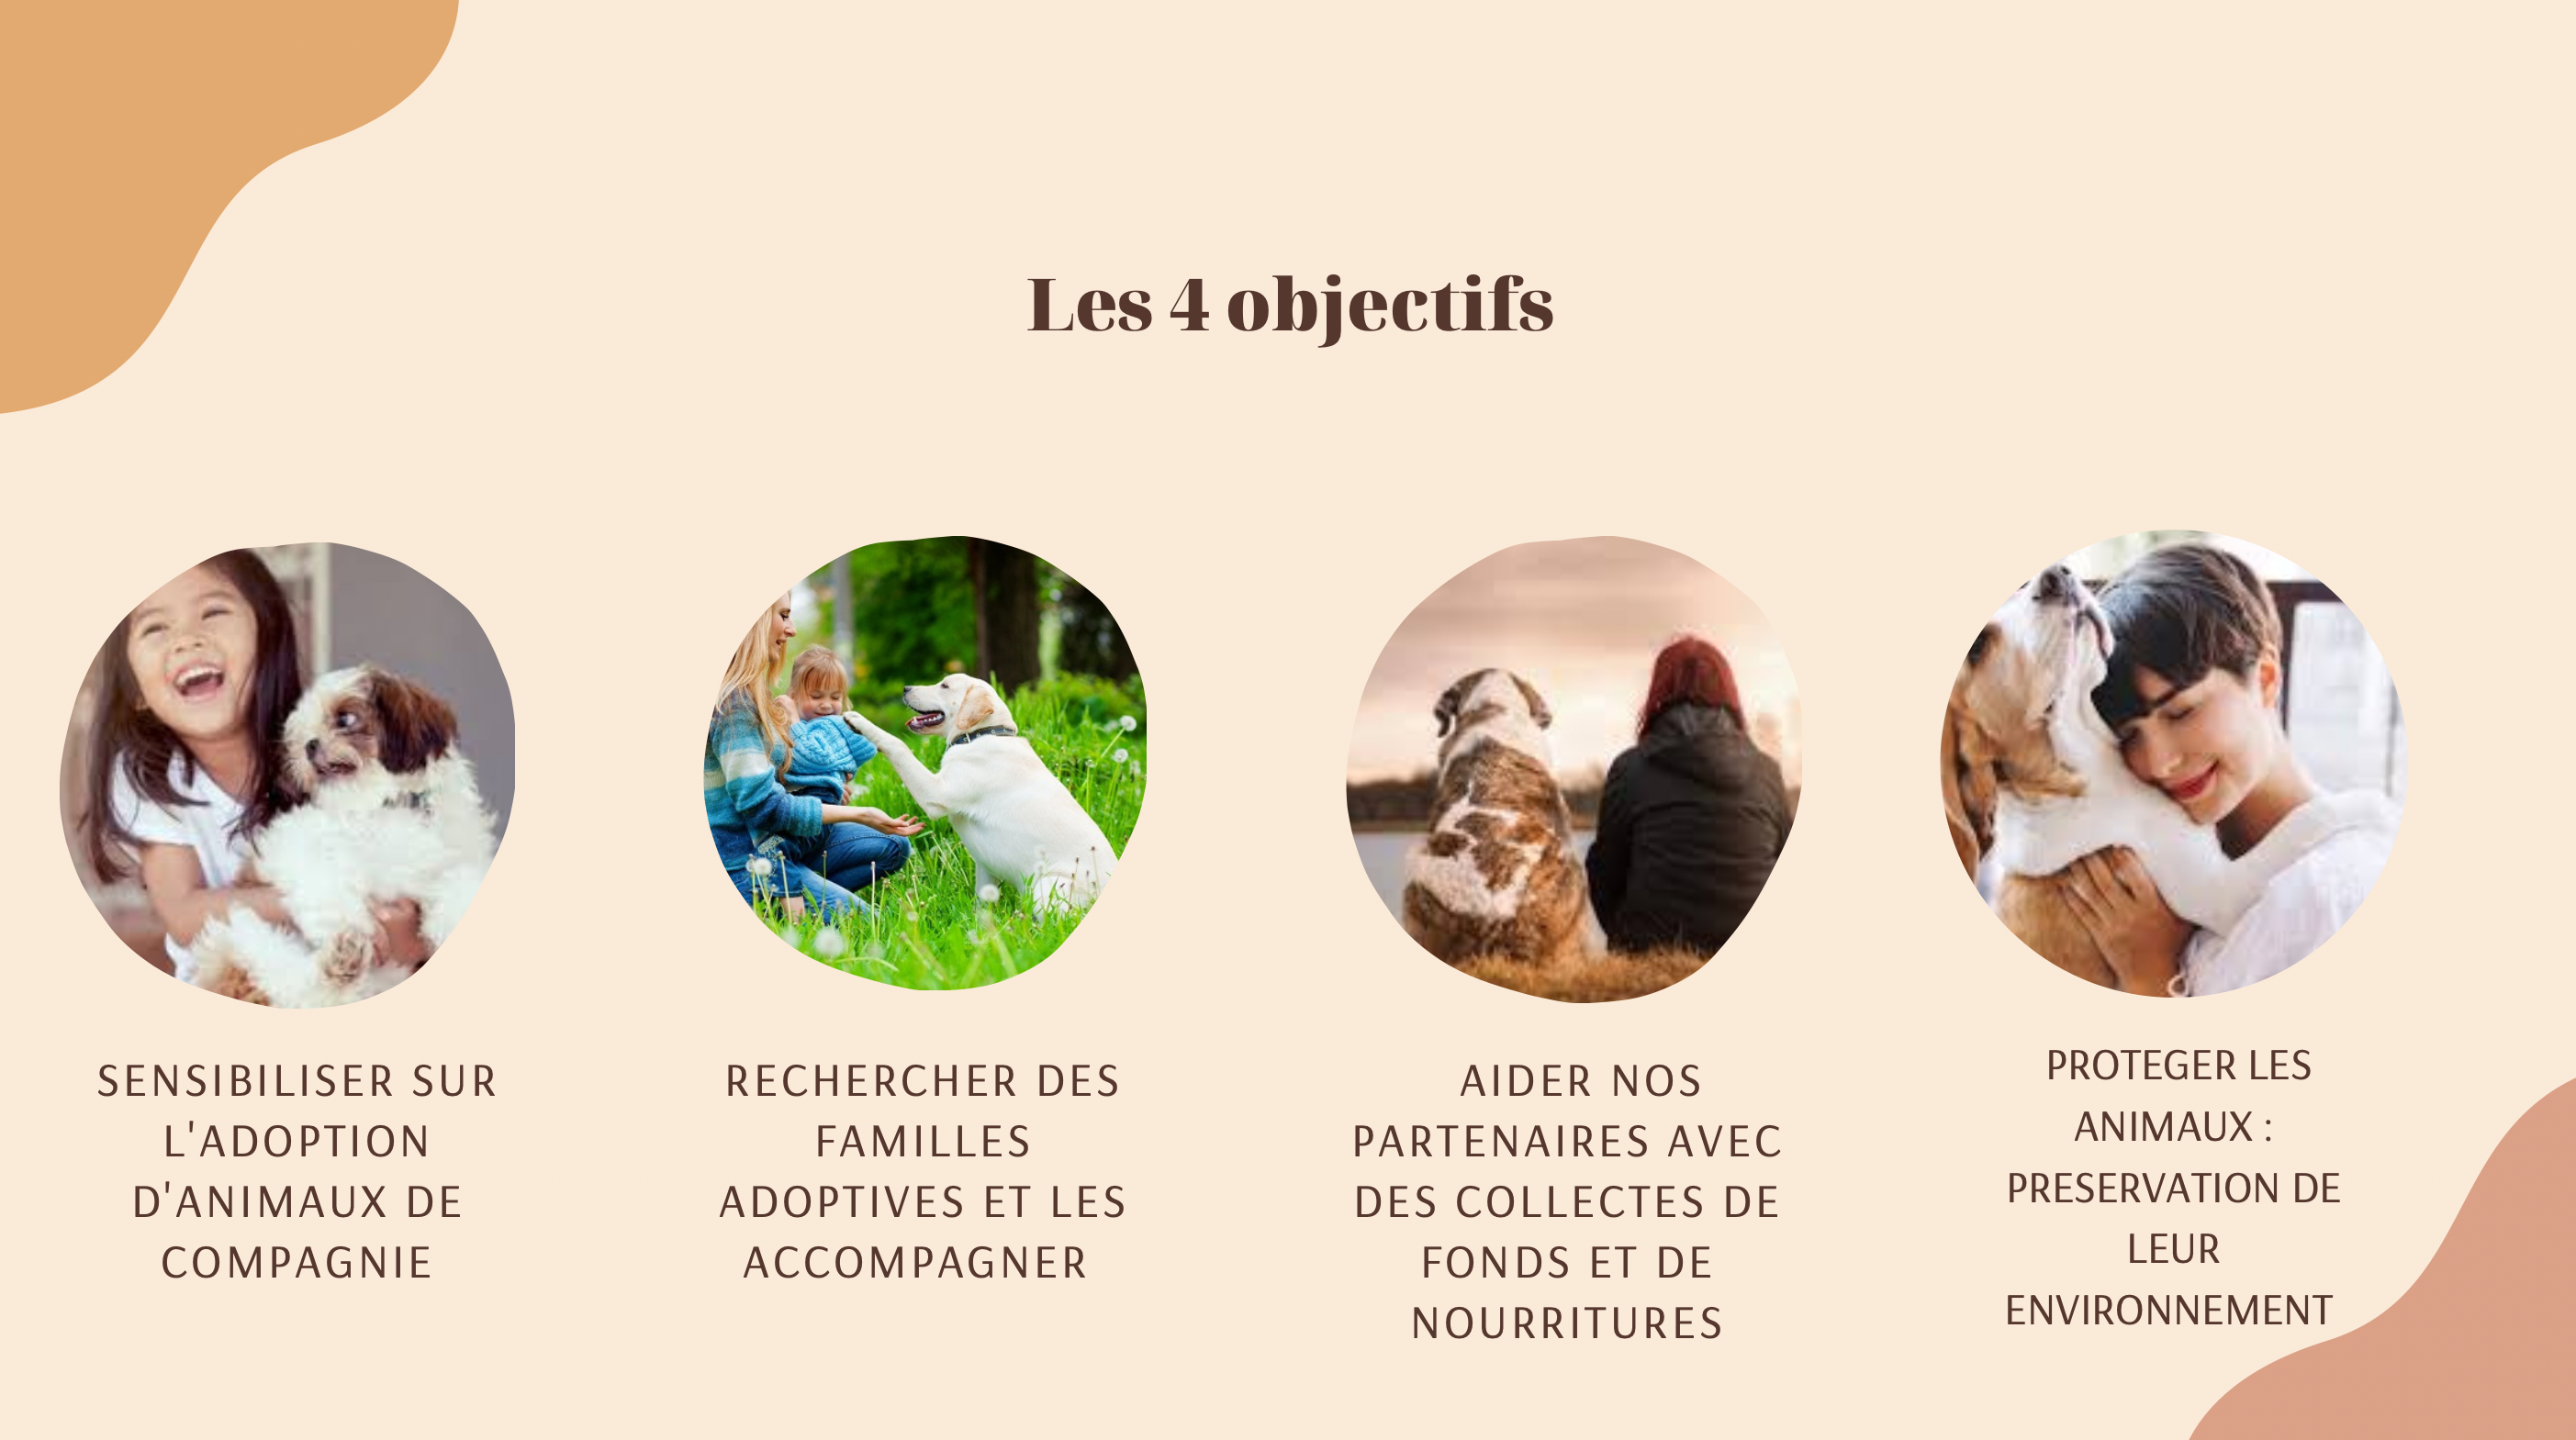 Les 4 objectifs
SENSIBILISER SUR
L'ADOPTION
D'ANIMAUX DE
COMPAGNIE
RECHERCHER DES
FAMILLES
ADOPTIVES ET LES
ACCOMPAGNER
AIDER NOS
PARTENAIRES AVEC
DES COLLECTES DE
FONDS ET DE
NOURRITURES
PROTEGER LES
ANIMAUX :
PRESERVATION DE
LEUR
ENVIRONNEMENT